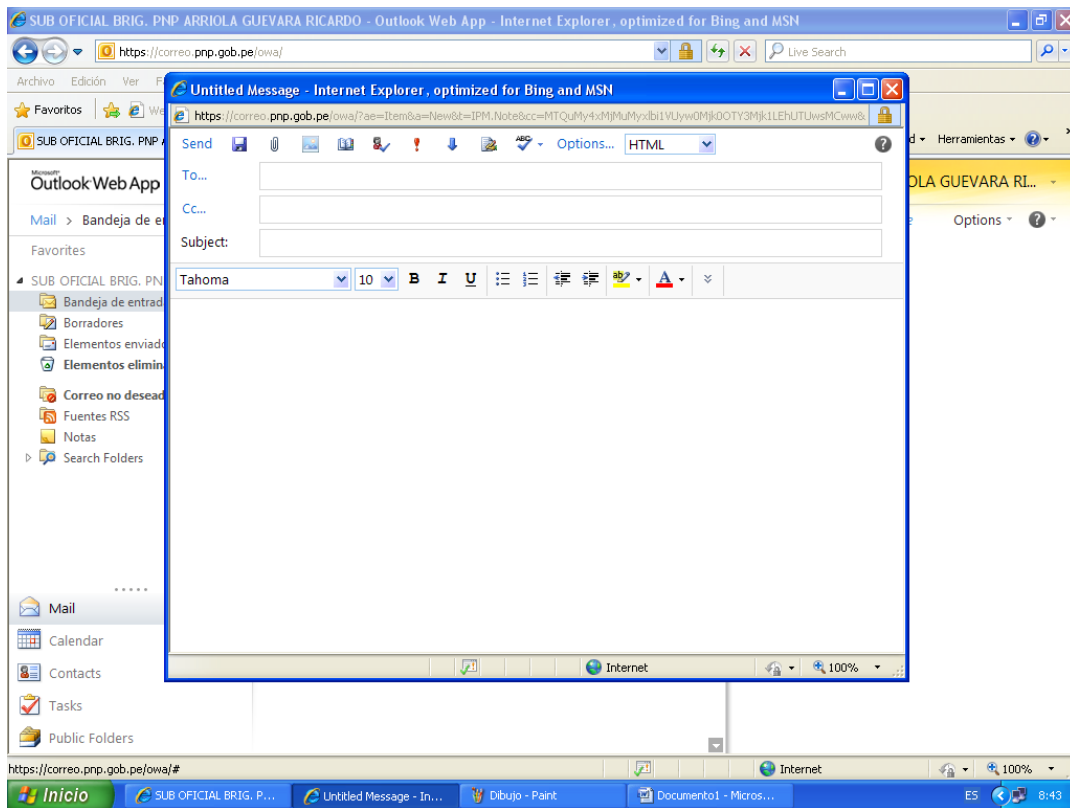 SUB OFICIAL BRIG. PNP ARRIOLA GUEVARA RICARDO - Outlook Web App - Internet Explorer, optimized for Bing and MSN
https://correo.pnp.gob.pe/owa/
Live Search
Archivo Edición Ver
Favoritos
SUB OFICIAL BRIG. PNP
Herramientas
Untitled Message - Internet Explorer, optimized for Bing and MSN
https://correo.pnp.gob.pe/owa/?ae=Item&a=New&t=IPM.Note&cc=
Send Options... HTML
To...
Cc...
Subject:
Tahoma 10 B I U
Microsoft
Outlook Web App
OLA GUEVARA RI...
Mail > Bandeja de e
Options
Favorites
SUB OFICIAL BRIG. PN
Bandeja de entrad
Borradores
Elementos enviado
Elementos elimin
Correo no desead
Fuentes RSS
Notas
Search Folders
Mail
Calendar
Contacts
Tasks
Public Folders
Internet 100%
https://correo.pnp.gob.pe/owa/#
Internet 100%
Inicio SUB OFICIAL BRIG. P... Untitled Message - In... Dibujo - Paint Documento1 - Micros... ES 8:43